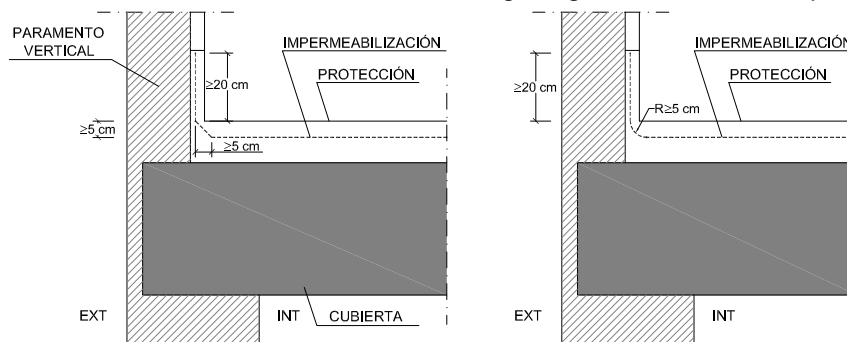 PARAMENTO
VERTICAL
IMPERMEABILIZACIÓN
≥20 cm
PROTECCIÓN
≥5 cm
≥5 cm
EXT
INT
CUBIERTA
IMPERMEABILIZACIÓN
≥20 cm
PROTECCIÓN
R≥5 cm
EXT
INT